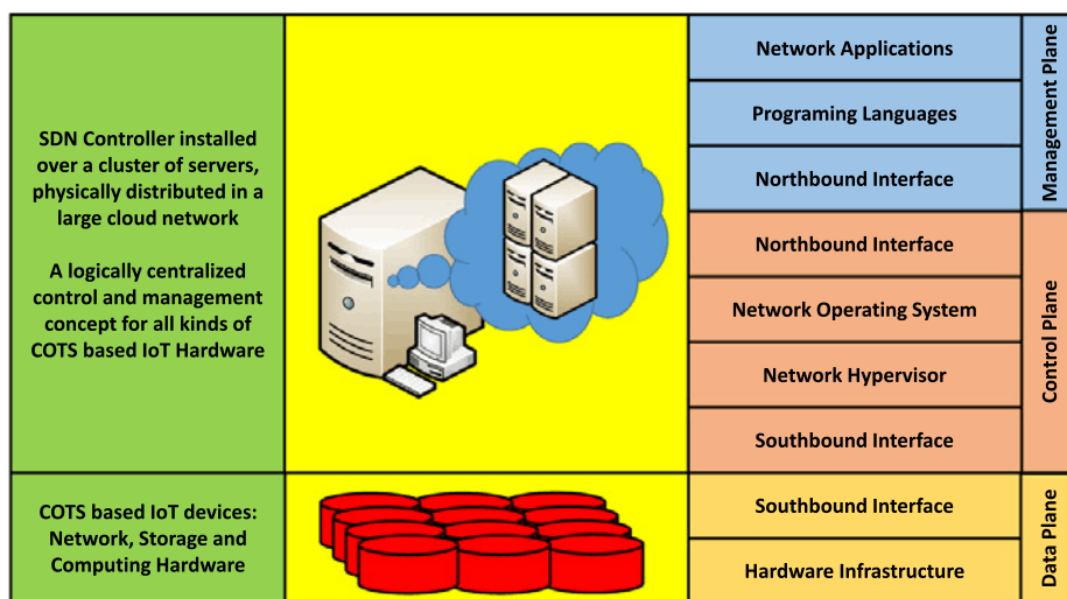 SDN Controller installed
over a cluster of servers,
physically distributed in a
large cloud network
A logically centralized
control and management
concept for all kinds of
COTS based IoT Hardware
COTS based IoT devices:
Network, Storage and
Computing Hardware
Network Applications
Programing Languages
Northbound Interface
Northbound Interface
Network Operating System
Network Hypervisor
Southbound Interface
Southbound Interface
Hardware Infrastructure
Management Plane
Control Plane
Data Plane